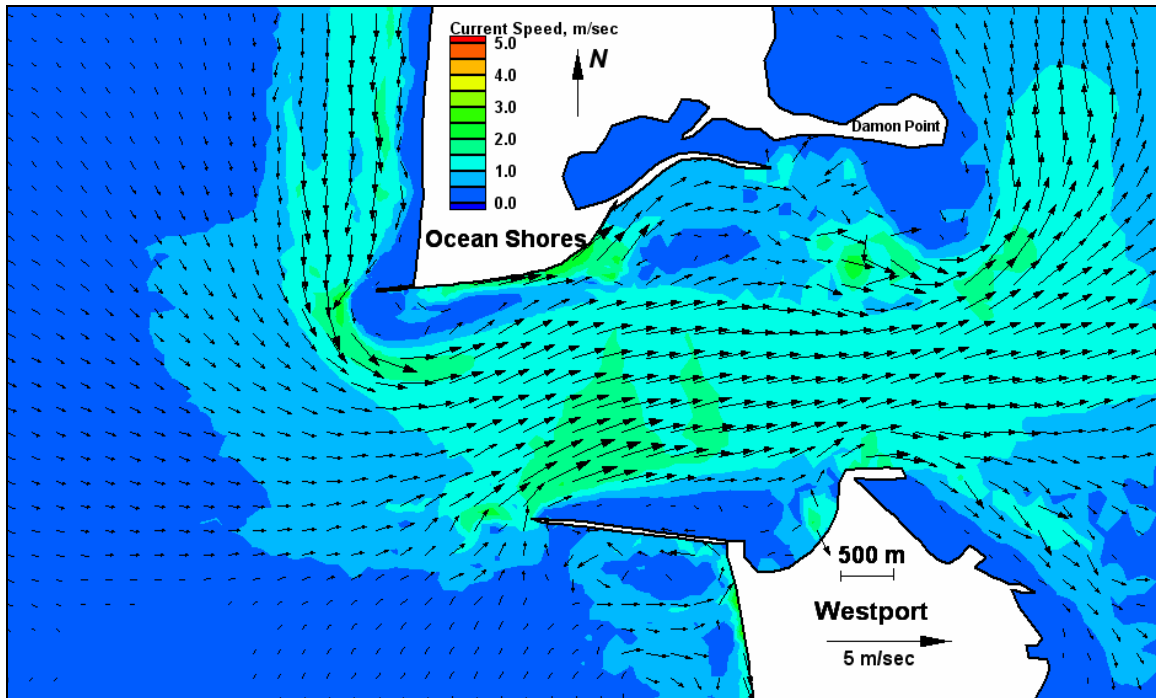 Current Speed, m/sec
5.0
4.0
3.0
2.0
1.0
0.0
N
Damon Point
Ocean Shores
500 m
Westport
5 m/sec